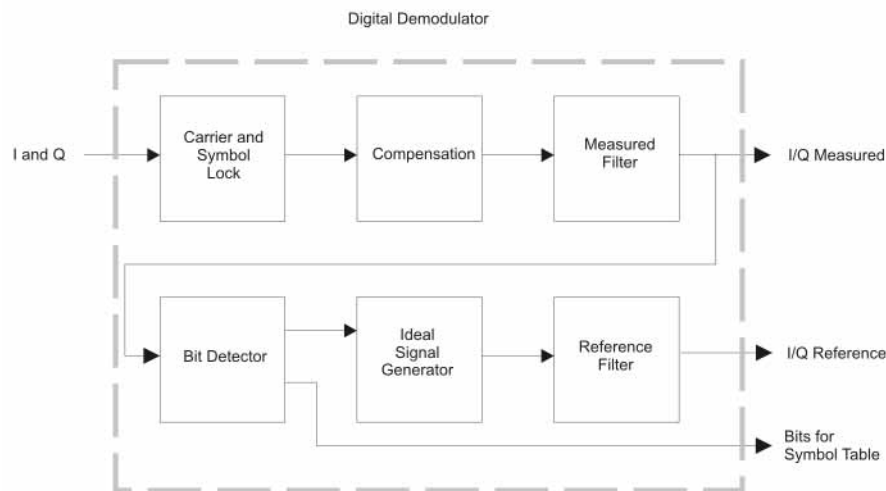 Digital Demodulator
I and Q
Carrier and
Symbol
Lock
Compensation
Measured
Filter
I/Q Measured
Bit Detector
Ideal
Signal
Generator
Reference
Filter
I/Q Reference
Bits for
Symbol Table